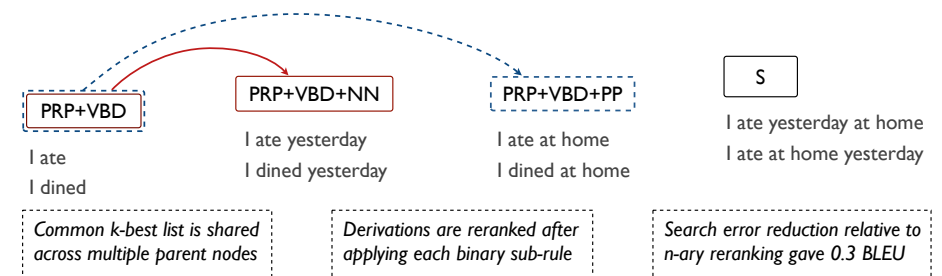 PRP+VBD
PRP+VBD+NN
PRP+VBD+PP
S
I ate
I dined
I ate yesterday
I dined yesterday
I ate at home
I dined at home
I ate yesterday at home
I ate at home yesterday
Common k-best list is shared
across multiple parent nodes
Derivations are reranked after
applying each binary sub-rule
Search error reduction relative to
n-ary reranking gave 0.3 BLEU